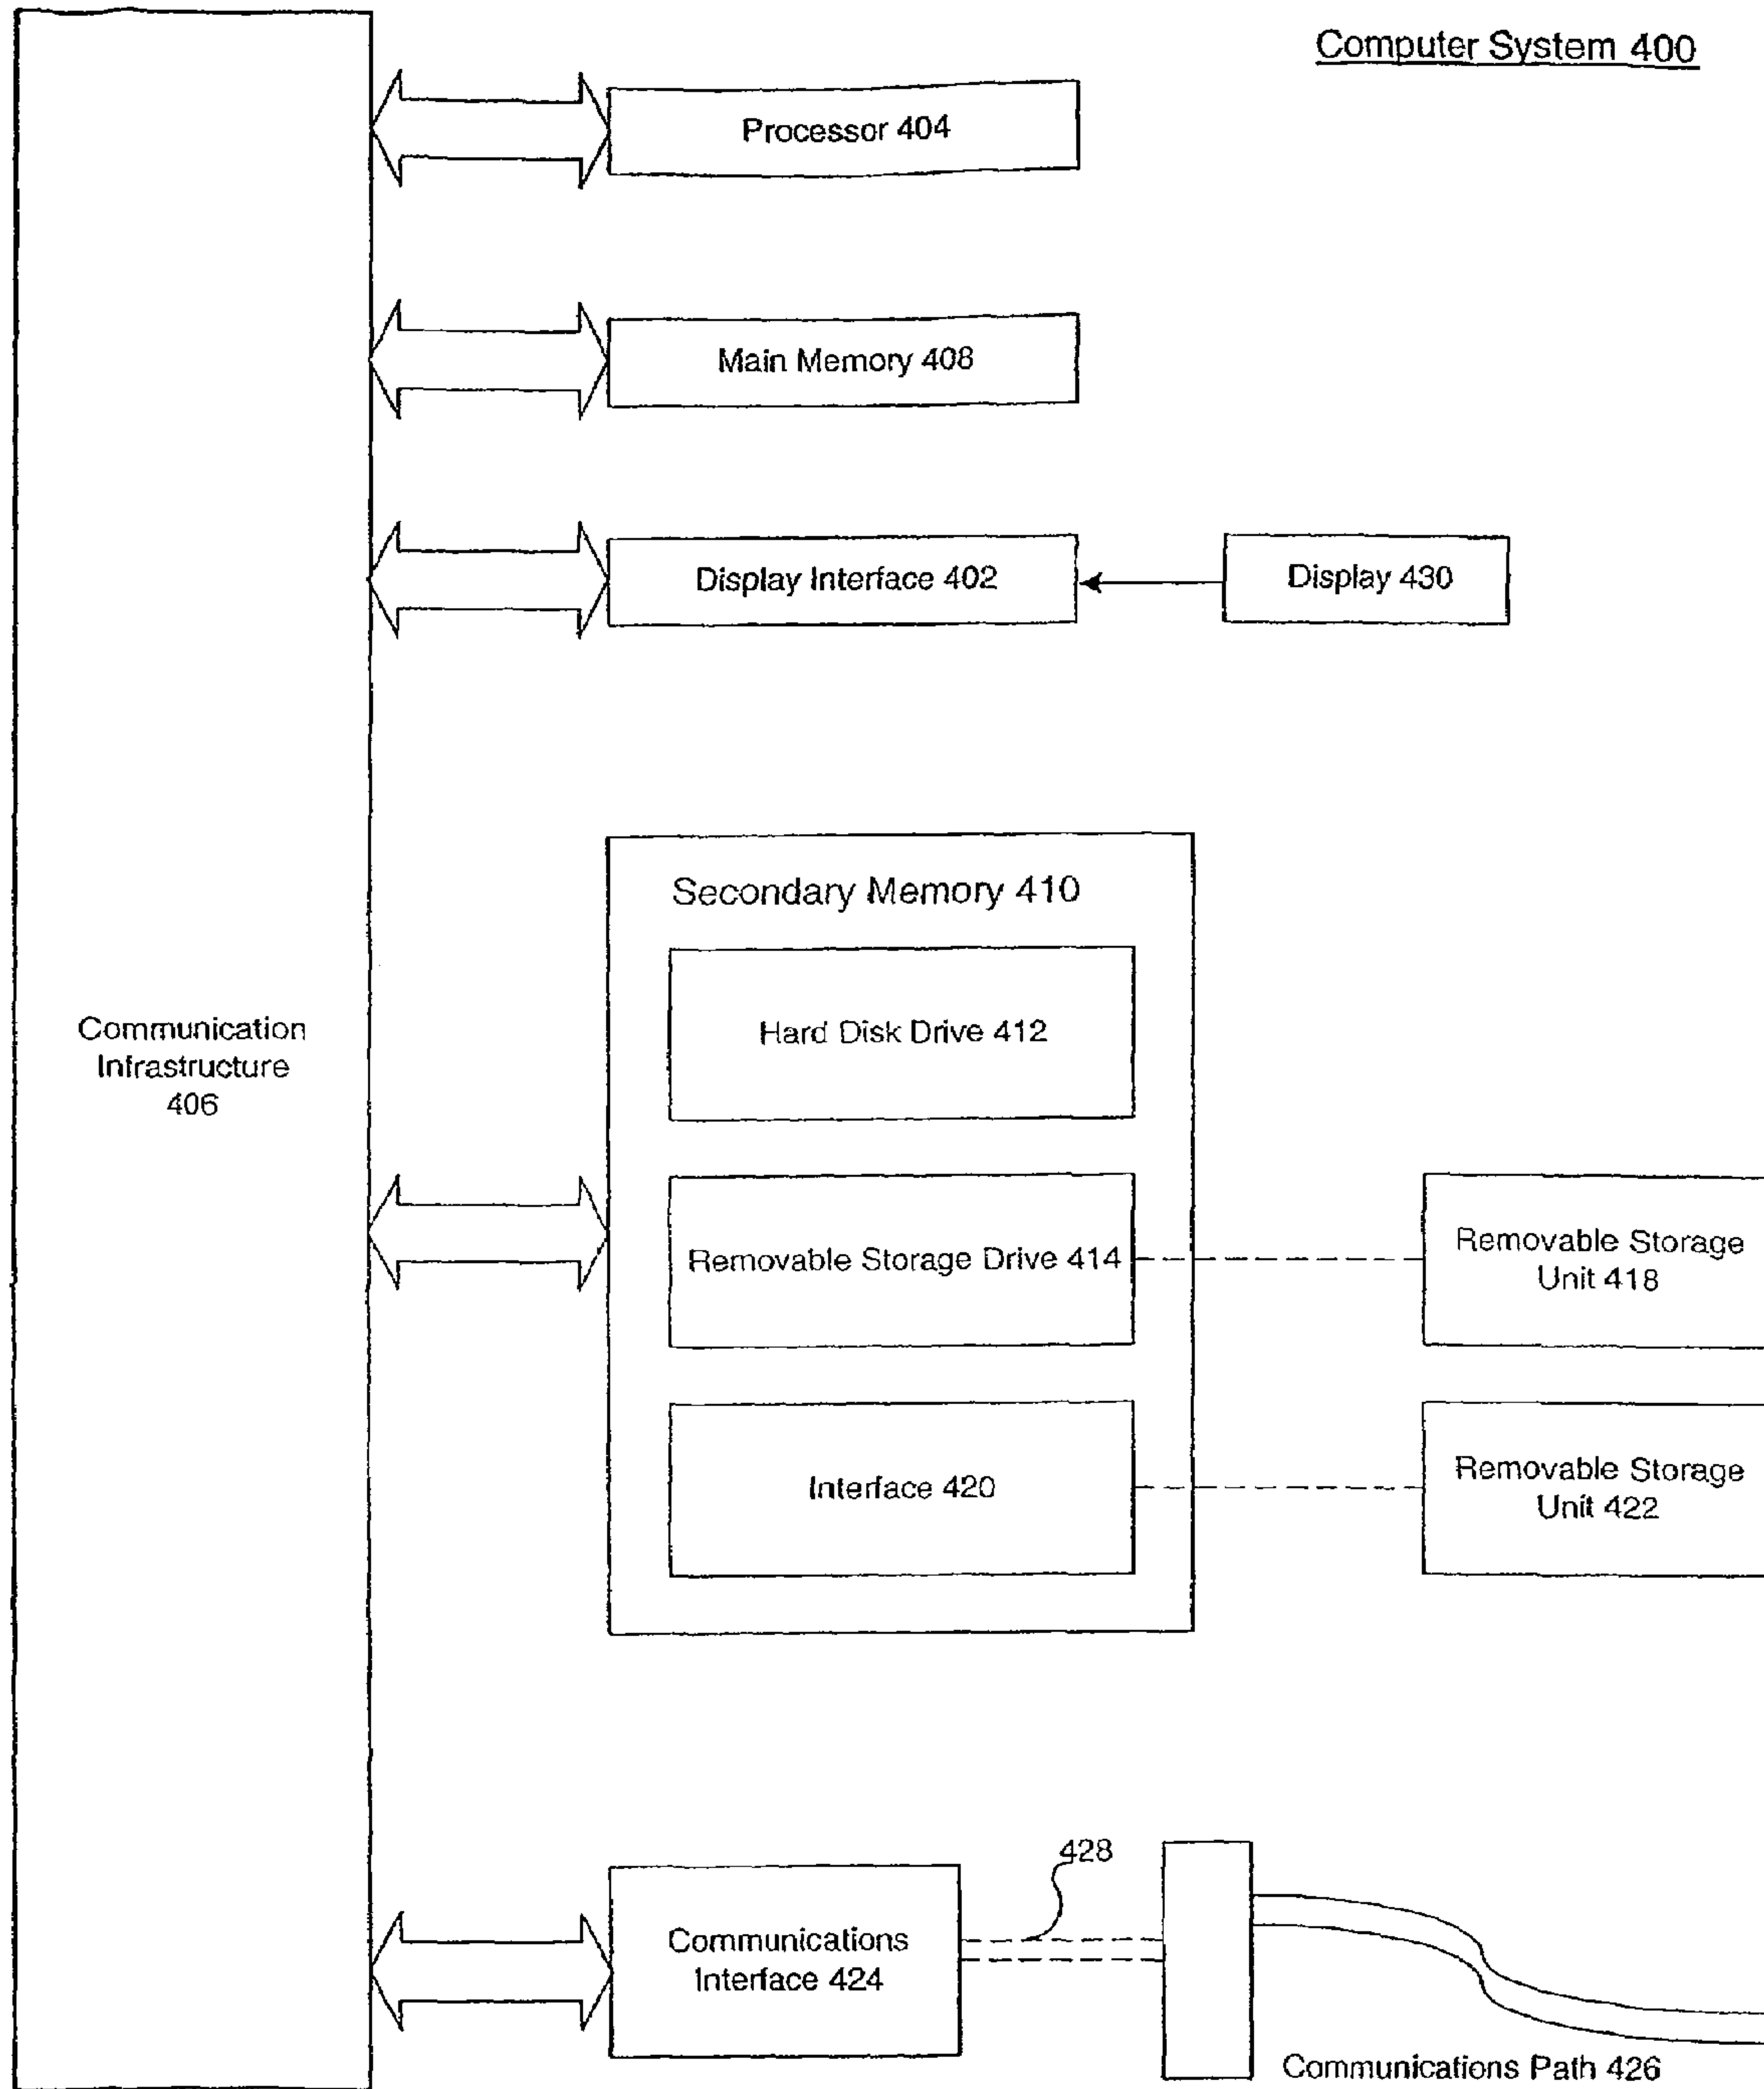 Computer System 400
Processor 404
Main Memory 408
Display Interface 402
Display 430
Secondary Memory 410
Hard Disk Drive 412
Communication
Infrastructure
406
Removable Storage Drive 414
Removable Storage
Unit 418
Interface 420
Removable Storage
Unit 422
428
Communications
Interface 424
Communications Path 426